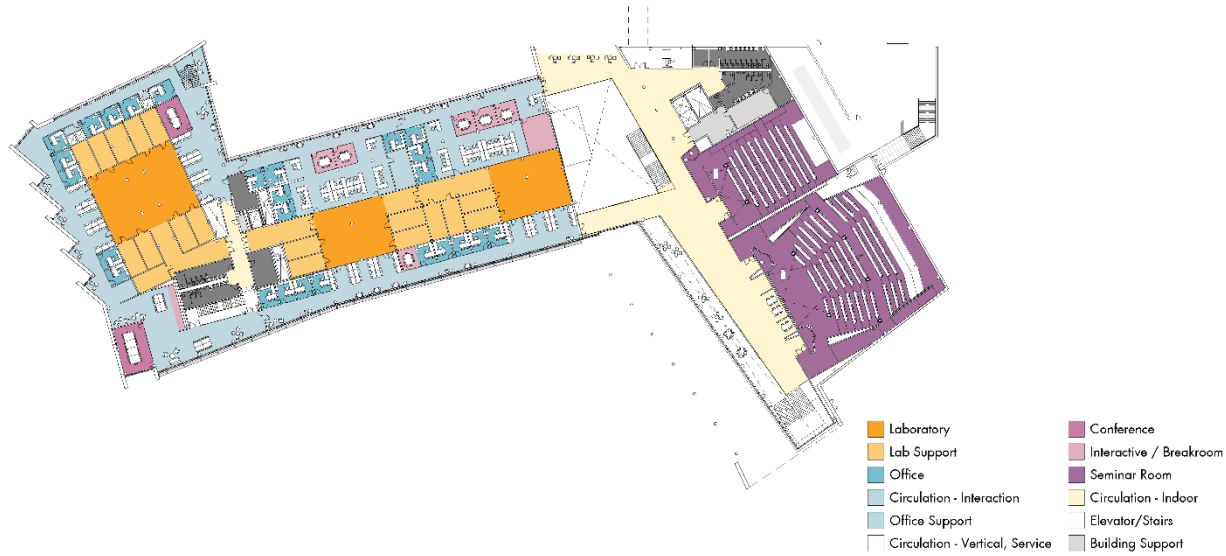 Laboratory
Lab Support
Office
Circulation - Interaction
Office Support
Circulation - Vertical, Service
Conference
Interactive / Breakroom
Seminar Room
Circulation - Indoor
Elevator/Stairs
Building Support